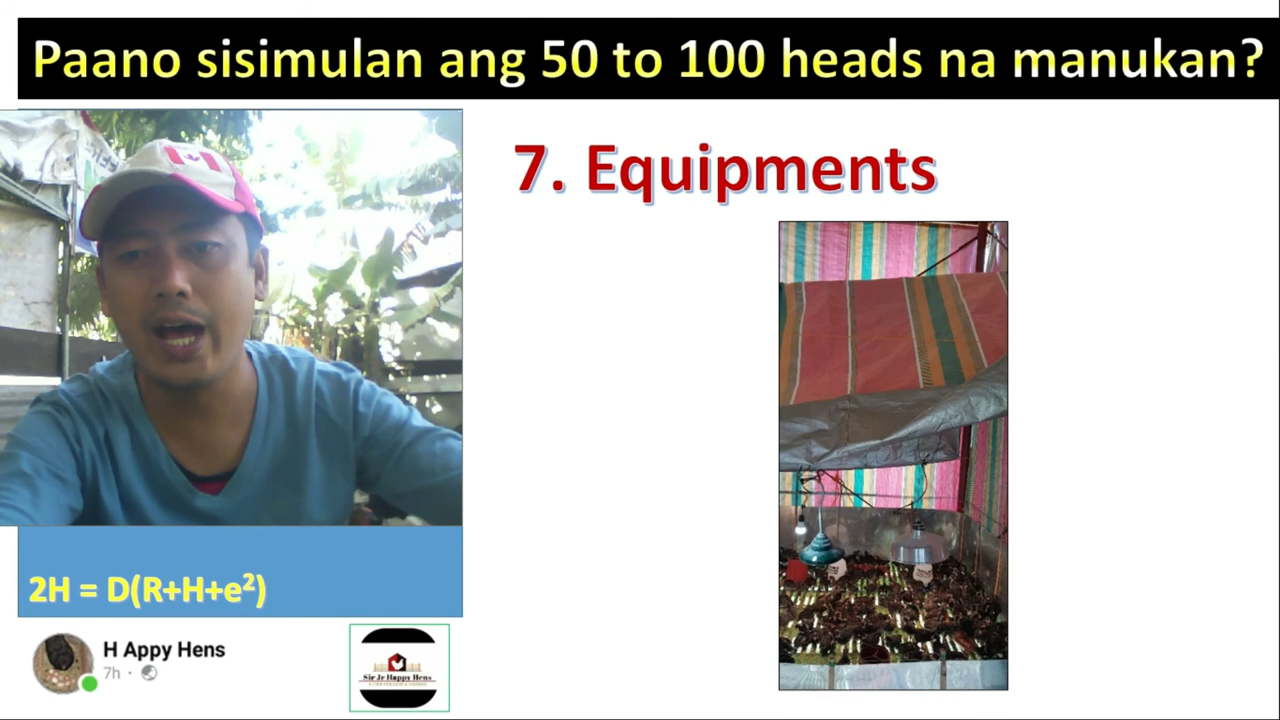 Paano sisimulan ang 50 to 100 heads na manukan?
7. Equipments
2H = D(R+H+e²)
H Appy Hens
7h ·
Sir Jr Happy Hens